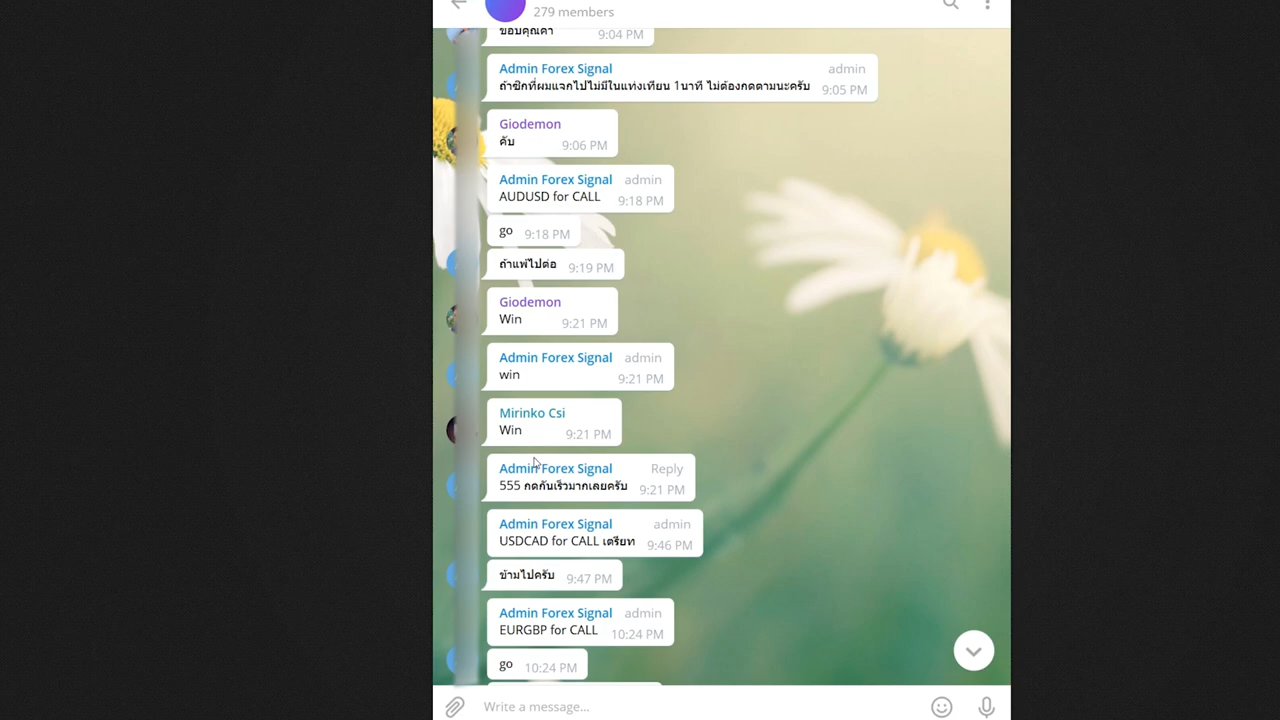 279 members
ขอบคุณค่า 9:04 PM
Admin Forex Signal admin
ถ้าซิกที่ผมแจกไปไม่มีในแท่งเทียน 1นาที ไม่ต้องกดตามนะครับ 9:05 PM
Giodemon
คับ 9:06 PM
Admin Forex Signal admin
AUDUSD for CALL 9:18 PM
go 9:18 PM
ถ้าแพ้ไปต่อ 9:19 PM
Giodemon
Win 9:21 PM
Admin Forex Signal admin
win 9:21 PM
Mirinko Csi
Win 9:21 PM
Admin Forex Signal Reply
555 กดกันเร็วมากเลยครับ 9:21 PM
Admin Forex Signal admin
USDCAD for CALL เตรียท 9:46 PM
ข้ามไปครับ 9:47 PM
Admin Forex Signal admin
EURGBP for CALL 10:24 PM
go 10:24 PM
Write a message...